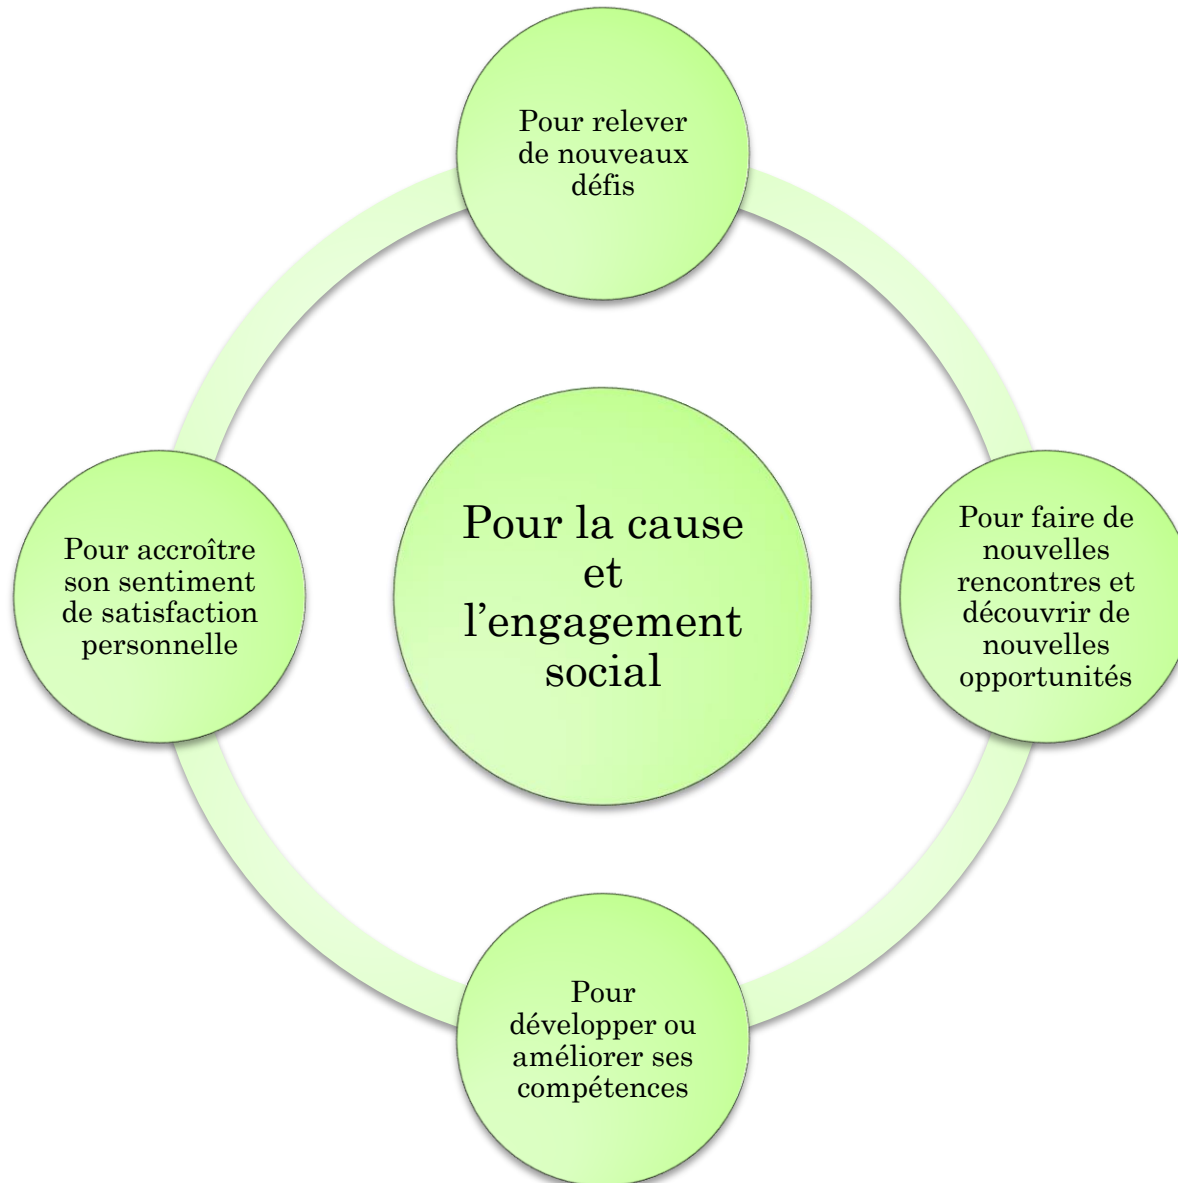 Pour relever
de nouveaux
défis
Pour accroître
son sentiment
de satisfaction
personnelle
Pour la cause
et
l’engagement
social
Pour faire de
nouvelles
rencontres et
découvrir de
nouvelles
opportunités
Pour
développer ou
améliorer ses
compétences